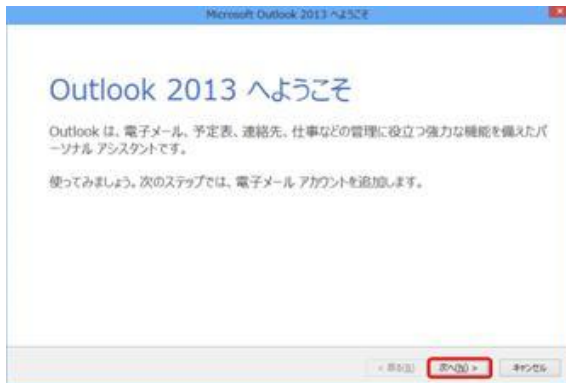 Microsoft Outlook 2013 へようこそ
Outlook 2013 へようこそ
Outlook は、電子メール、予定表、連絡先、仕事などの管理に役立つ強力な機能を備えたパ
ーソナル アシスタントです。
使ってみましょう。次のステップでは、電子メール アカウントを追加します。
< 戻る(B) 次へ(N) > キャンセル